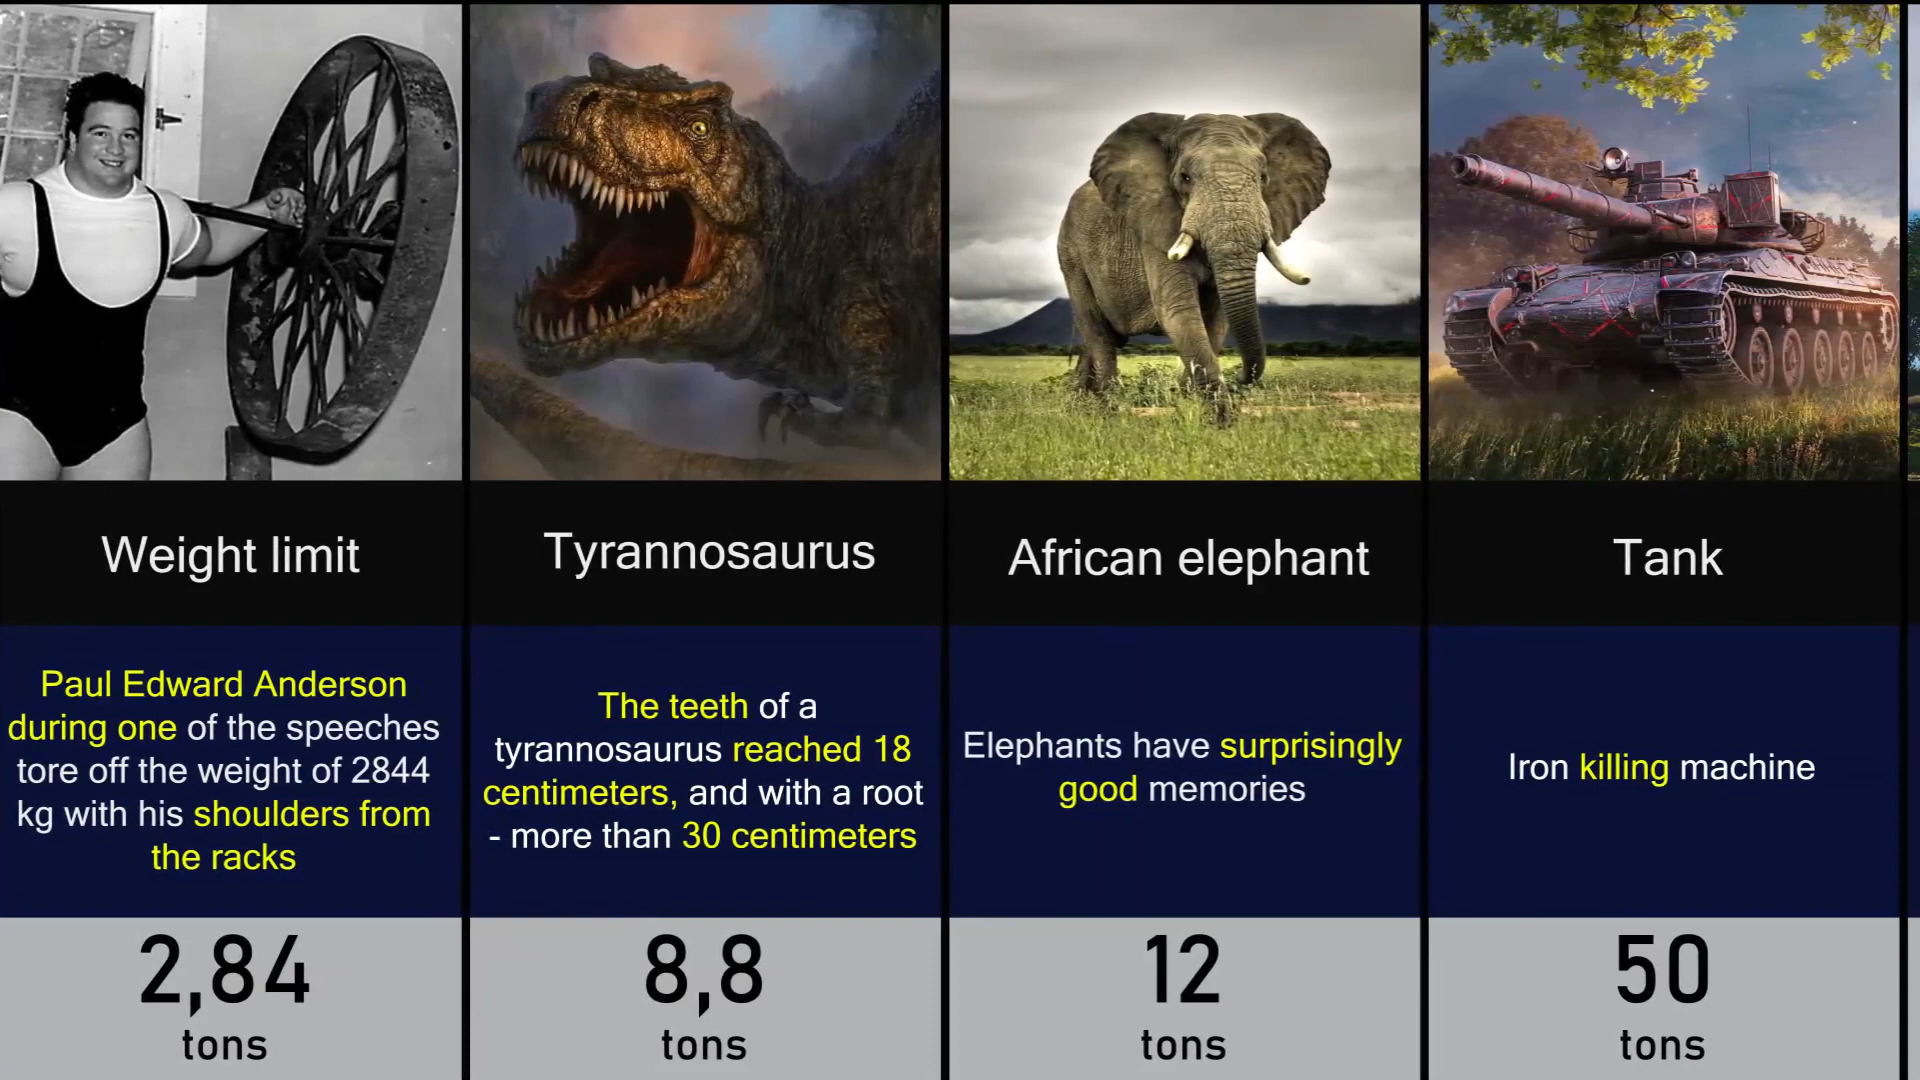 Weight limit
Paul Edward Anderson
during one of the speeches
tore off the weight of 2844
kg with his shoulders from
the racks
2,84
tons
Tyrannosaurus
The teeth of a
tyrannosaurus reached 18
centimeters, and with a root
- more than 30 centimeters
8,8
tons
African elephant
Elephants have surprisingly
good memories
12
tons
Tank
Iron killing machine
50
tons